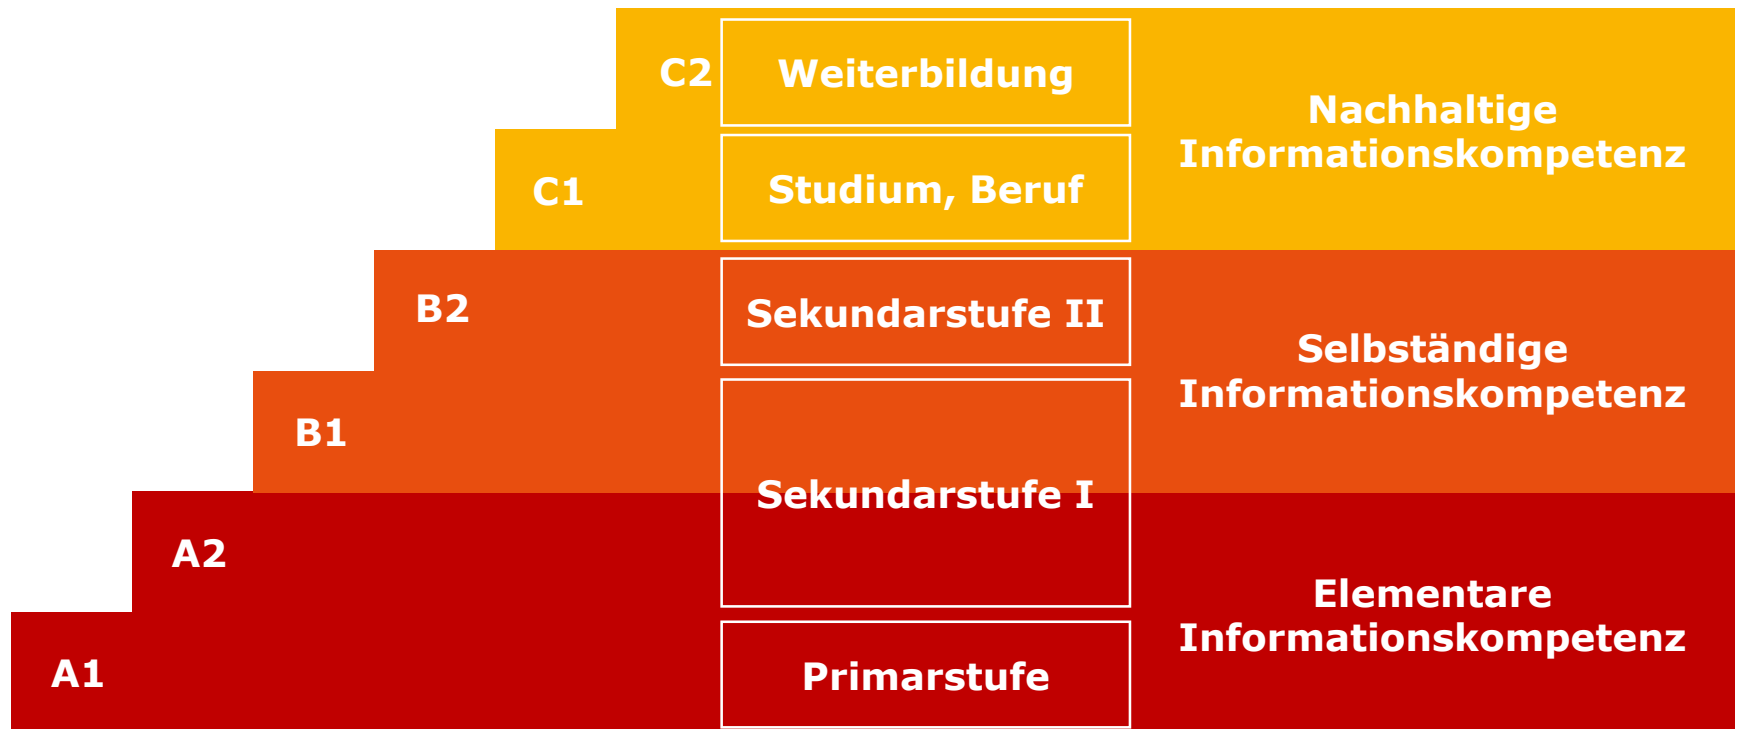 C2
Weiterbildung
Nachhaltige
Informationskompetenz
C1
Studium, Beruf
B2
Sekundarstufe II
Selbständige
Informationskompetenz
B1
Sekundarstufe I
A2
Elementare
Informationskompetenz
A1
Primarstufe